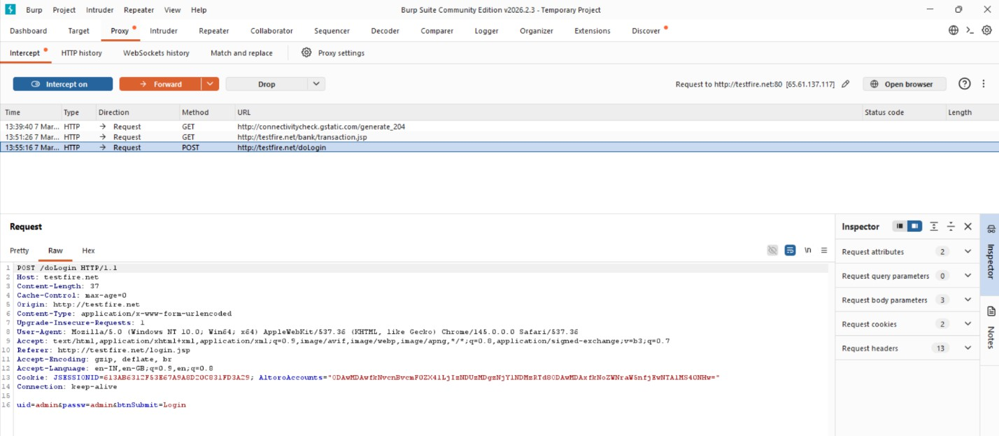 Burp Project Intruder Repeater View Help Burp Suite Community Edition v2026.2.3 - Temporary Project
Dashboard Target Proxy Intruder Repeater Collaborator Sequencer Decoder Comparer Logger Organizer Extensions Discover
Intercept HTTP history WebSockets history Match and replace Proxy settings
Intercept on Forward Drop Request to http://testfire.net:80 [65.61.137.117] Open browser
Time Type Direction Method URL Status code Length
13:39:40 7 Mar... HTTP → Request GET http://connectivitycheck.gstatic.com/generate_204
13:51:26 7 Mar... HTTP → Request GET http://testfire.net/bank/transaction.jsp
13:55:16 7 Mar... HTTP → Request POST http://testfire.net/doLogin
Request
Pretty Raw Hex \n
1 POST /doLogin HTTP/1.1
2 Host: testfire.net
3 Content-Length: 37
4 Cache-Control: max-age=0
5 Origin: http://testfire.net
6 Content-Type: application/x-www-form-urlencoded
7 Upgrade-Insecure-Requests: 1
8 User-Agent: Mozilla/5.0 (Windows NT 10.0; Win64; x64) AppleWebKit/537.36 (KHTML, like Gecko) Chrome/145.0.0.0 Safari/537.36
9 Accept: text/html,application/xhtml+xml,application/xml;q=0.9,image/avif,image/webp,image/apng,*/*;q=0.8,application/signed-exchange;v=b3;q=0.7
10 Referer: http://testfire.net/login.jsp
11 Accept-Encoding: gzip, deflate, br
12 Accept-Language: en-IN,en-GB;q=0.9,en;q=0.8
13 Cookie: JSESSIONID=613AB6312F53E67A9A8D20C831FD3A29; AltoroAccounts=
14 Connection: keep-alive
15
16 uid=admin&passw=admin&btnSubmit=Login
Inspector
Request attributes 2
Request query parameters 0
Request body parameters 3
Request cookies 2
Request headers 13
Inspector
Notes